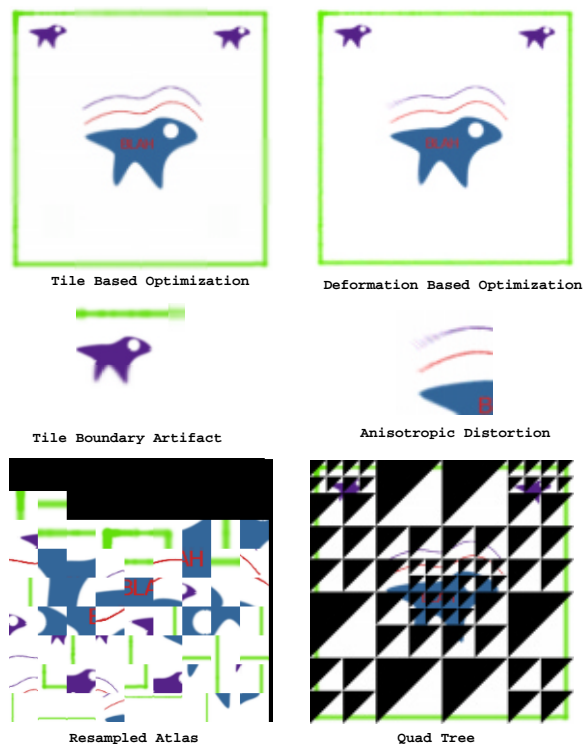 BLAH
BLAH
Tile Based Optimization
Deformation Based Optimization
B
Tile Boundary Artifact
Anisotropic Distortion
AH
BLA
Resampled Atlas
Quad Tree